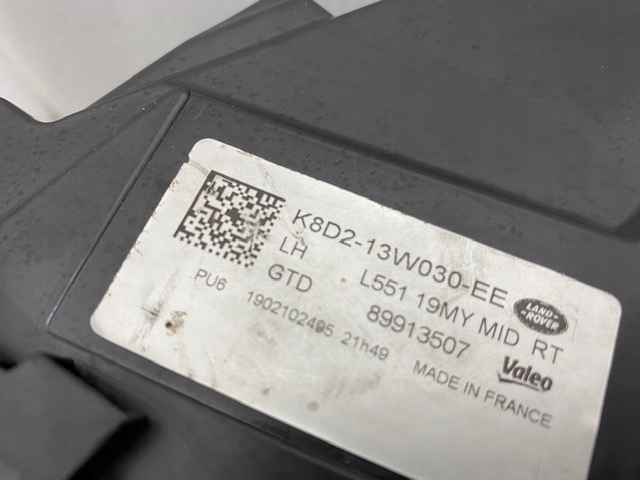 K8D2-13W030-EE
LH L551 19MY MID RT
GTD 89913507
PU6 1902102495 21h49
LAND-
ROVER
Valeo
MADE IN FRANCE